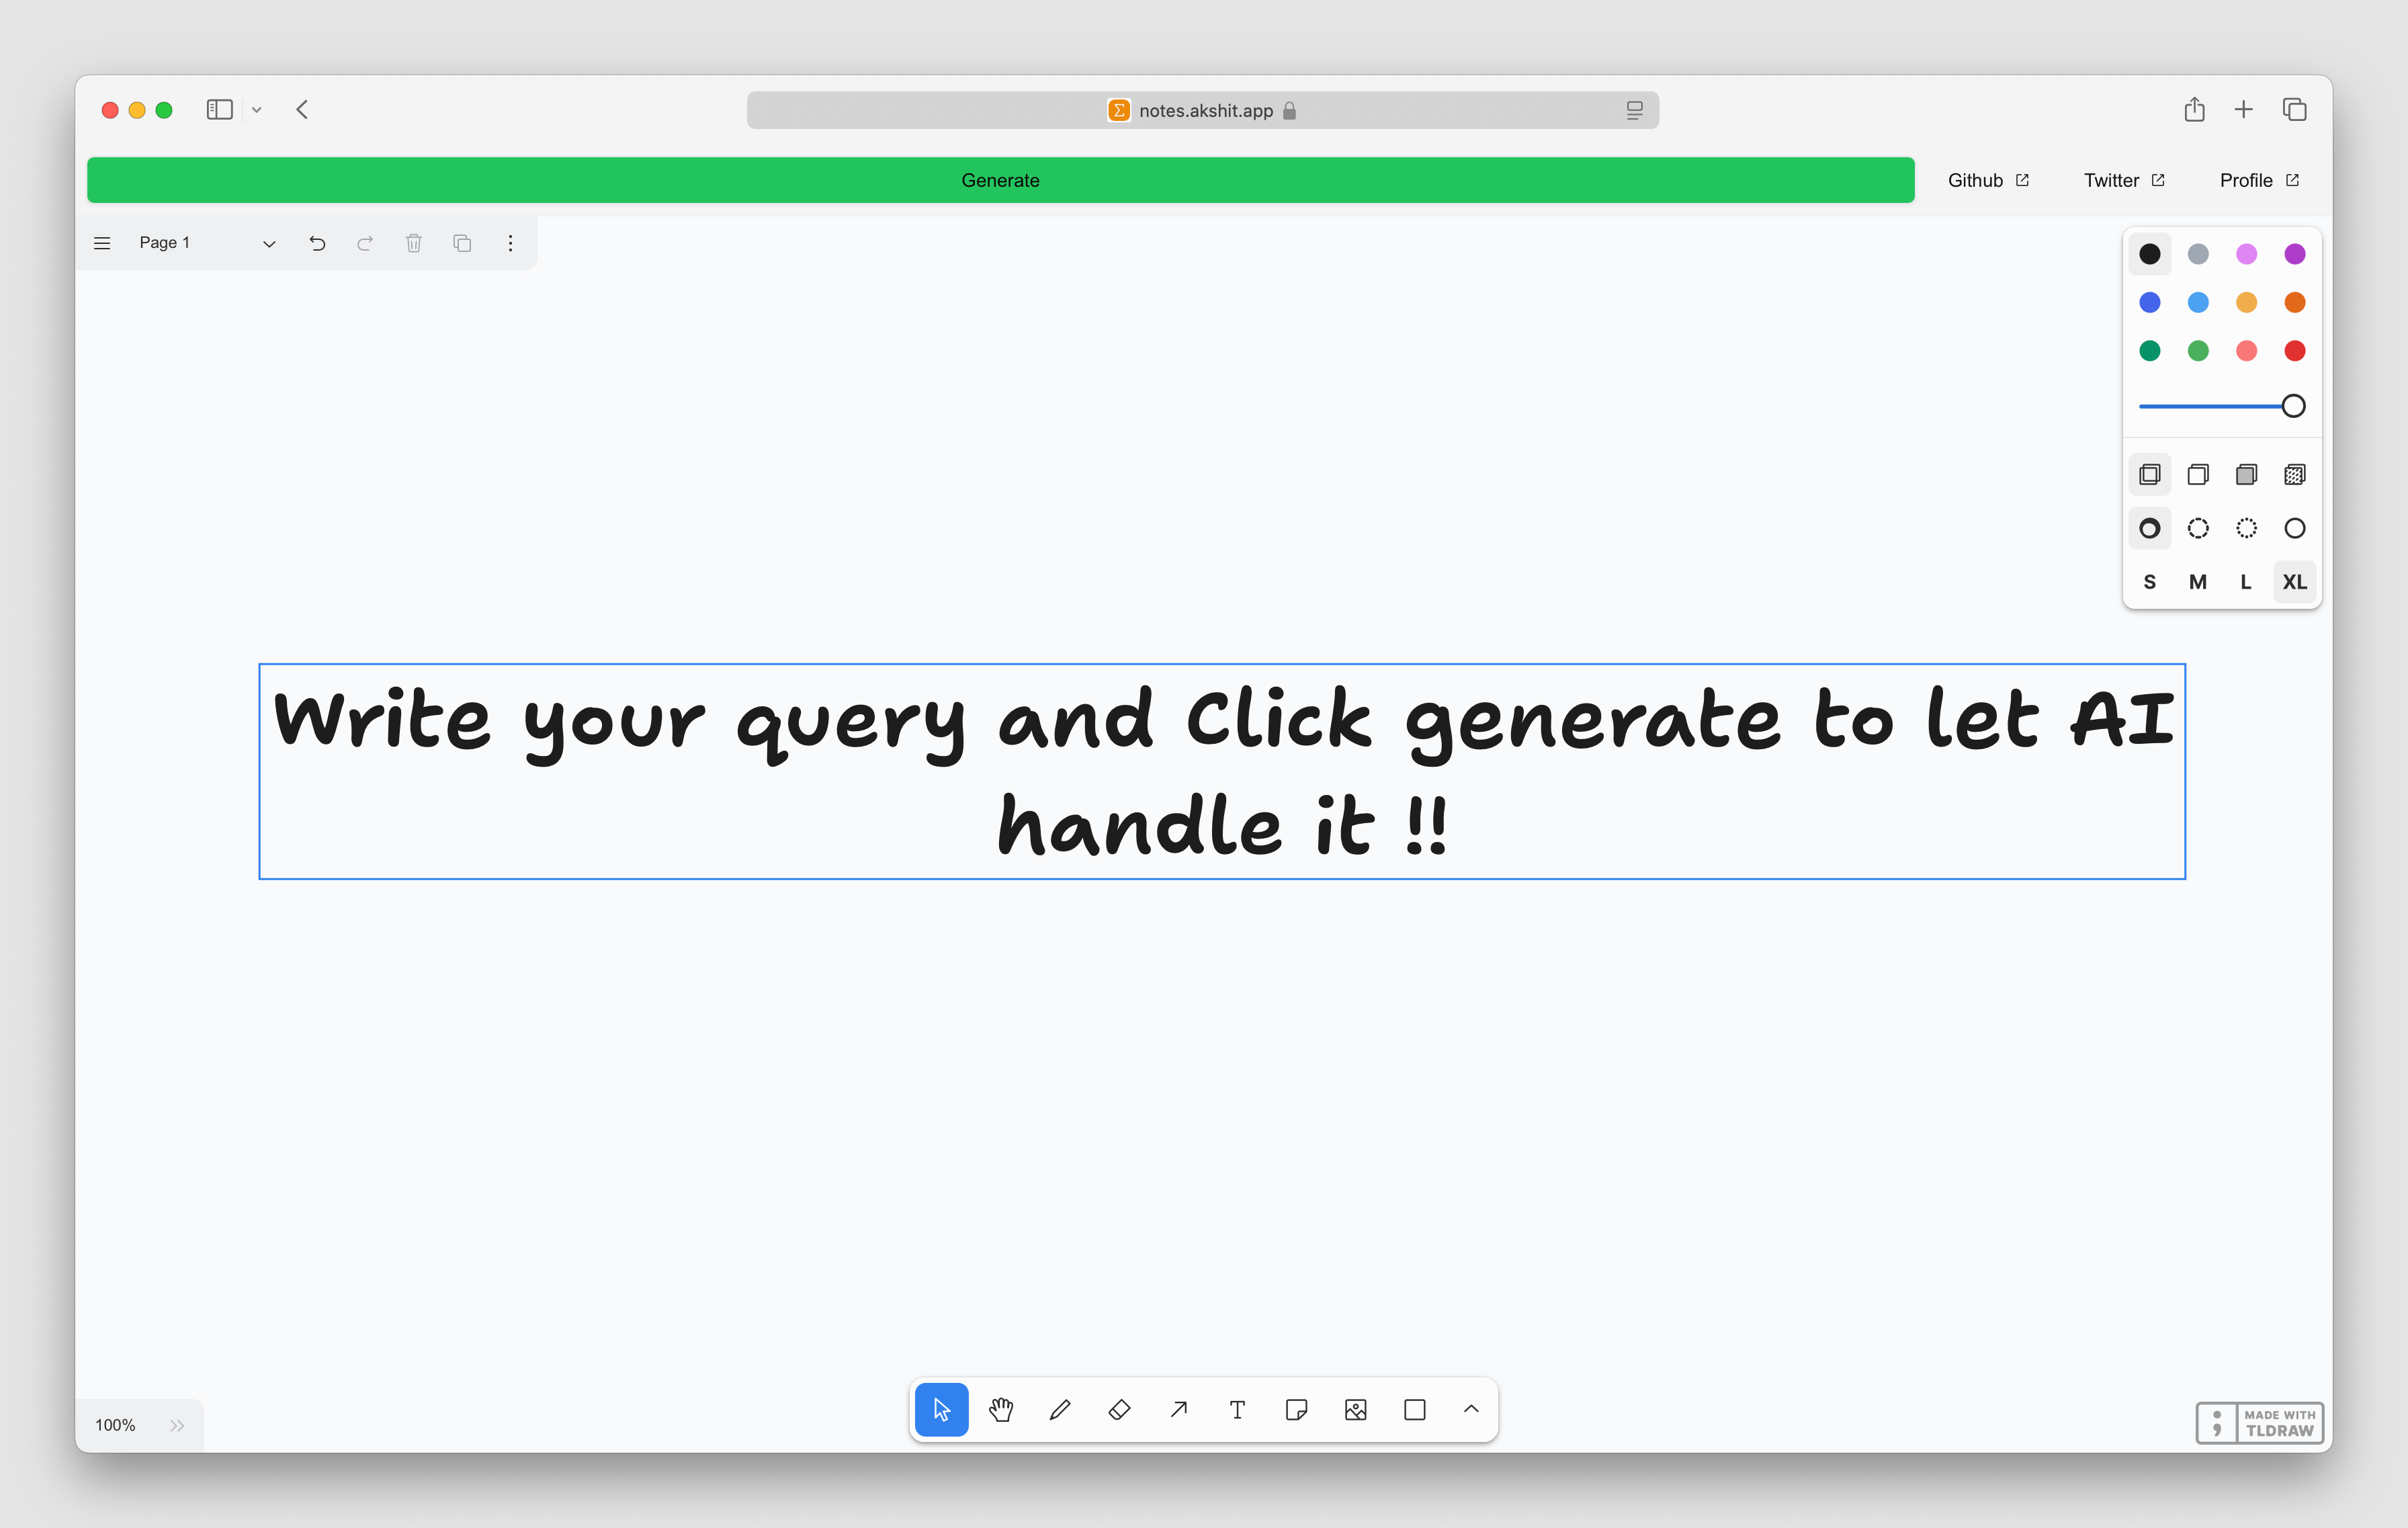 notes.akshit.app
Generate
Github
Twitter
Profile
Page 1
S M L XL
Write your query and Click generate to let AI
handle it !!
100%
MADE WITH
TLDRAW